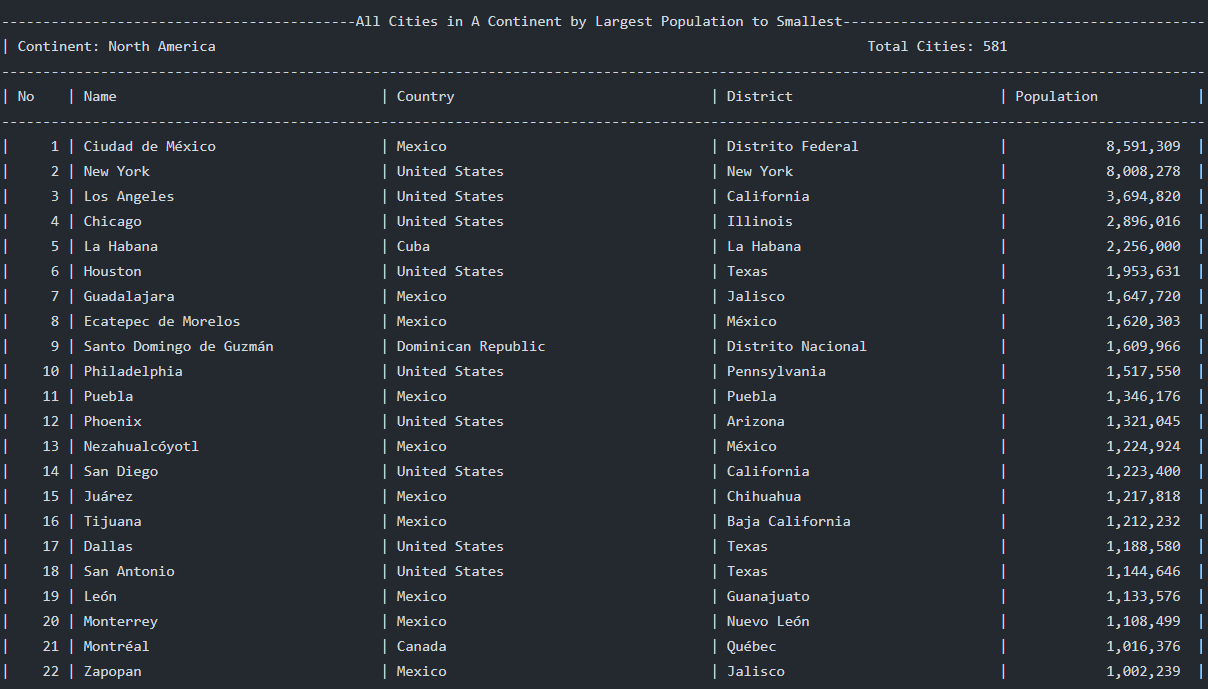 -------------------------------------------All Cities in A Continent by Largest Population to Smallest--------------------------------------------
| Continent: North America Total Cities: 581
--------------------------------------------------------------------------------------------------------------------------------------------------
| No | Name | Country | District | Population |
--------------------------------------------------------------------------------------------------------------------------------------------------
| 1 | Ciudad de México | Mexico | Distrito Federal | 8,591,309 |
| 2 | New York | United States | New York | 8,008,278 |
| 3 | Los Angeles | United States | California | 3,694,820 |
| 4 | Chicago | United States | Illinois | 2,896,016 |
| 5 | La Habana | Cuba | La Habana | 2,256,000 |
| 6 | Houston | United States | Texas | 1,953,631 |
| 7 | Guadalajara | Mexico | Jalisco | 1,647,720 |
| 8 | Ecatepec de Morelos | Mexico | México | 1,620,303 |
| 9 | Santo Domingo de Guzmán | Dominican Republic | Distrito Nacional | 1,609,966 |
| 10 | Philadelphia | United States | Pennsylvania | 1,517,550 |
| 11 | Puebla | Mexico | Puebla | 1,346,176 |
| 12 | Phoenix | United States | Arizona | 1,321,045 |
| 13 | Nezahualcóyotl | Mexico | México | 1,224,924 |
| 14 | San Diego | United States | California | 1,223,400 |
| 15 | Juárez | Mexico | Chihuahua | 1,217,818 |
| 16 | Tijuana | Mexico | Baja California | 1,212,232 |
| 17 | Dallas | United States | Texas | 1,188,580 |
| 18 | San Antonio | United States | Texas | 1,144,646 |
| 19 | León | Mexico | Guanajuato | 1,133,576 |
| 20 | Monterrey | Mexico | Nuevo León | 1,108,499 |
| 21 | Montréal | Canada | Québec | 1,016,376 |
| 22 | Zapopan | Mexico | Jalisco | 1,002,239 |